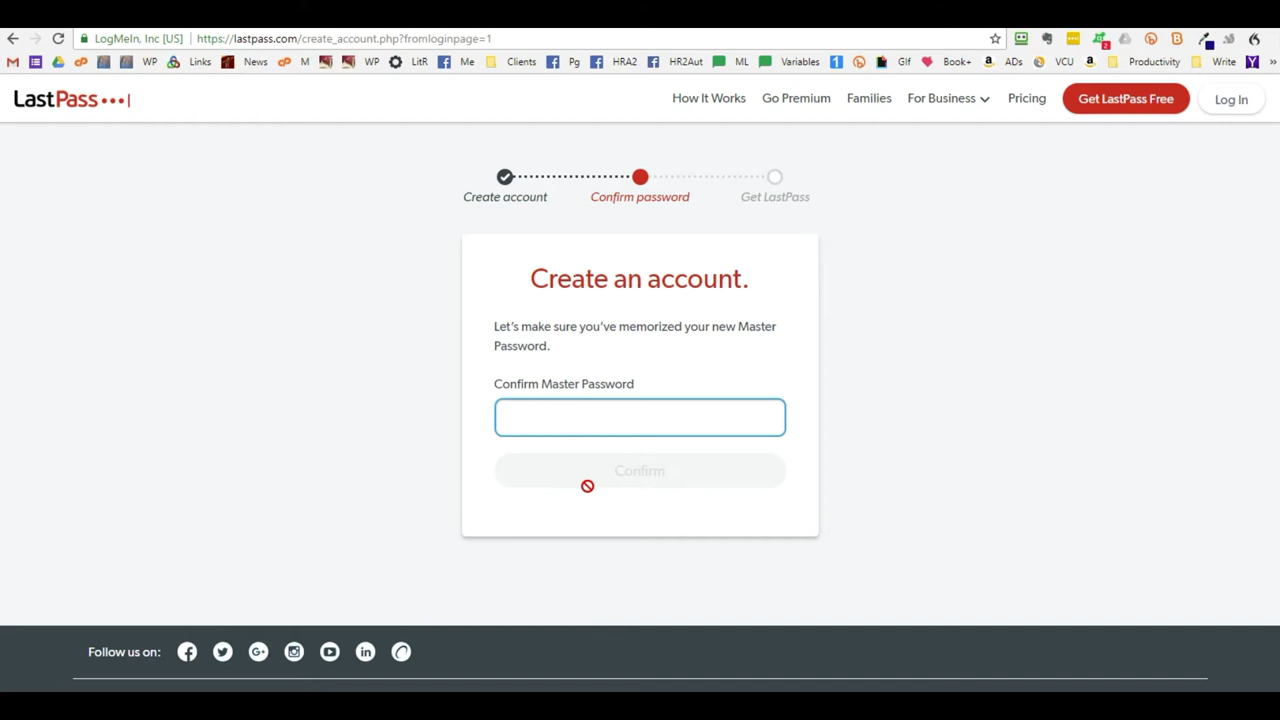 LogMeIn, Inc [US] https://lastpass.com/create_account.php?fromloginpage=1
WP Links News M WP LitR Me Clients Pg HRA2 HR2Aut ML Variables 1 Gif Book+ ADs VCU Productivity Write »
LastPass How It Works Go Premium Families For Business Pricing Get LastPass Free Log In
Create account Confirm password Get LastPass
Create an account.
Let's make sure you've memorized your new Master
Password.
Confirm Master Password
Confirm
Follow us on: